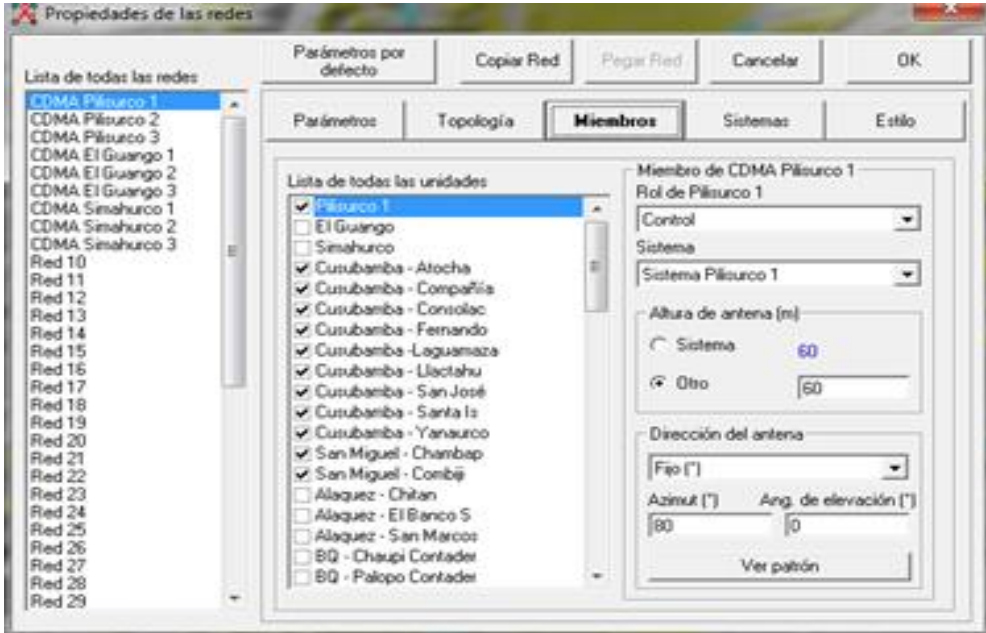 Propiedades de las redes
Parámetros por defecto
Copiar Red
Pegar Red
Cancelar
OK
Lista de todas las redes
CDMA Pilisurco 1
CDMA Pilisurco 2
CDMA Pilisurco 3
CDMA El Guango 1
CDMA El Guango 2
CDMA El Guango 3
CDMA Simahurco 1
CDMA Simahurco 2
CDMA Simahurco 3
Red 10
Red 11
Red 12
Red 13
Red 14
Red 15
Red 16
Red 17
Red 18
Red 19
Red 20
Red 21
Red 22
Red 23
Red 24
Red 25
Red 26
Red 27
Red 28
Red 29
Parámetros
Topología
Miembros
Sistemas
Estilo
Lista de todas las unidades
Pilisurco 1
El Guango
Simahurco
Cusubamba - Atocha
Cusubamba - Compañía
Cusubamba - Consolac
Cusubamba - Fernando
Cusubamba -Laguamaza
Cusubamba - Llactahu
Cusubamba - San José
Cusubamba - Santa Is
Cusubamba - Yanaurco
San Miguel - Chambap
San Miguel - Combiji
Alaquez - Chitan
Alaquez - El Banco S
Alaquez - San Marcos
BQ - Chaupi Contader
BQ - Palopo Contader
Miembro de CDMA Pilisurco 1
Rol de Pilisurco 1
Control
Sistema
Sistema Pilisurco 1
Altura de antena (m)
Sistema
60
Otro
60
Dirección del antena
Fijo (°)
Azimut (°)
Ang. de elevación (°)
80
0
Ver patrón